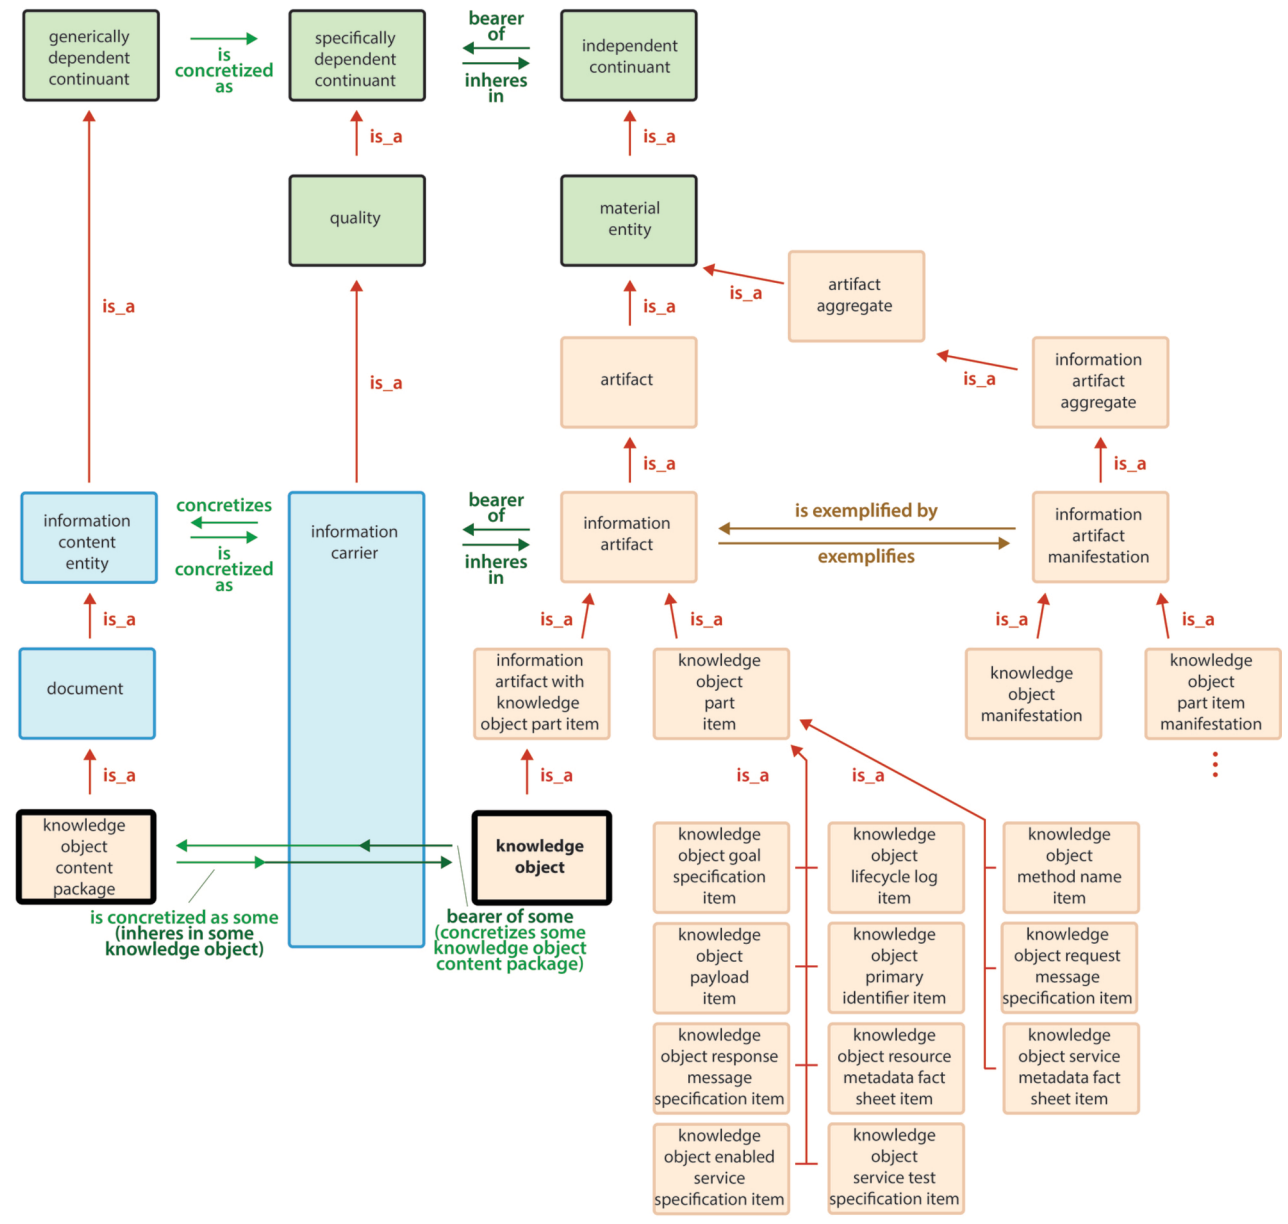 generically
dependent
continuant
is
concretized
as
specifically
dependent
continuant
bearer
of
inheres
in
independent
continuant
is_a
is_a
is_a
quality
material
entity
is_a
artifact
aggregate
is_a
is_a
is_a
artifact
is_a
information
artifact
aggregate
is_a
is_a
information
content
entity
concretizes
is
concretized
as
information
carrier
bearer
of
inheres
in
information
artifact
is exemplified by
exemplifies
information
artifact
manifestation
is_a
is_a
is_a
is_a
is_a
document
information
artifact with
knowledge
object part item
knowledge
object
part
item
knowledge
object
manifestation
knowledge
object
part item
manifestation
is_a
is_a
is_a
is_a
knowledge
object
content
package
knowledge
object
is concretized as some
(inheres in some
knowledge object)
bearer of some
(concretizes some
knowledge object
content package)
knowledge
object goal
specification
item
knowledge
object
lifecycle log
item
knowledge
object
method name
item
knowledge
object
payload
item
knowledge
object
primary
identifier item
knowledge
object request
message
specification item
knowledge
object response
message
specification item
knowledge
object resource
metadata fact
sheet item
knowledge
object service
metadata fact
sheet item
knowledge
object enabled
service
specification item
knowledge
object
service test
specification item